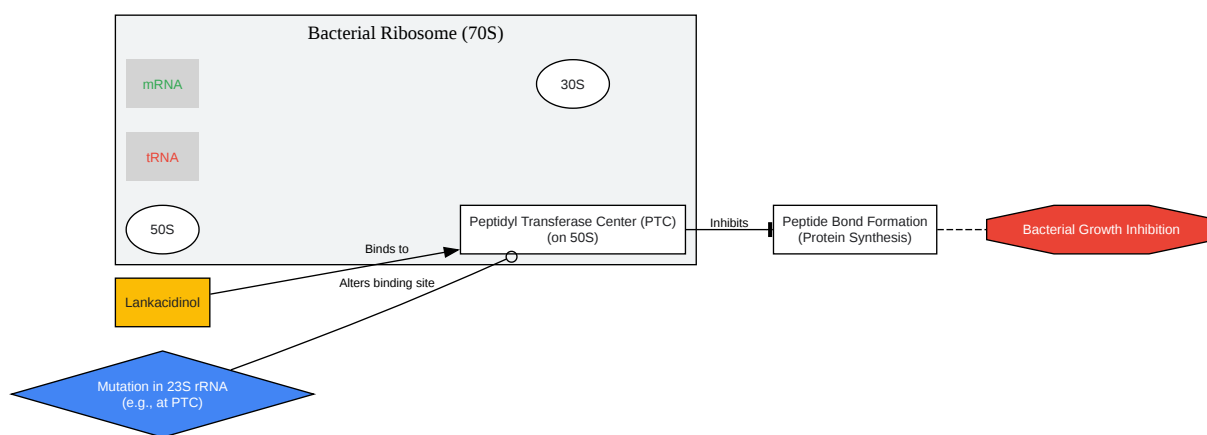 Bacterial Ribosome (70S)
mRNA
30S
tRNA
50S
Peptidyl Transferase Center (PTC)
(on 50S)
Inhibits
Peptide Bond Formation
(Protein Synthesis)
Bacterial Growth Inhibition
Binds to
Alters binding site
Lankacidinol
Mutation in 23S rRNA
(e.g., at PTC)